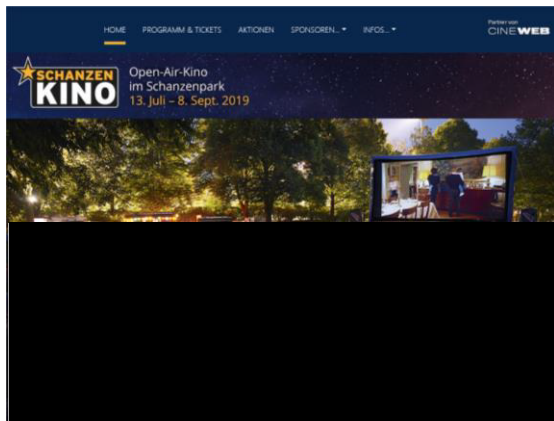 Partner von
HOME PROGRAMM & TICKETS AKTIONEN SPONSOREN... INFOS... CINEWEB
SCHANZEN
KINO
Open-Air-Kino
im Schanzenpark
13. Juli – 8. Sept. 2019